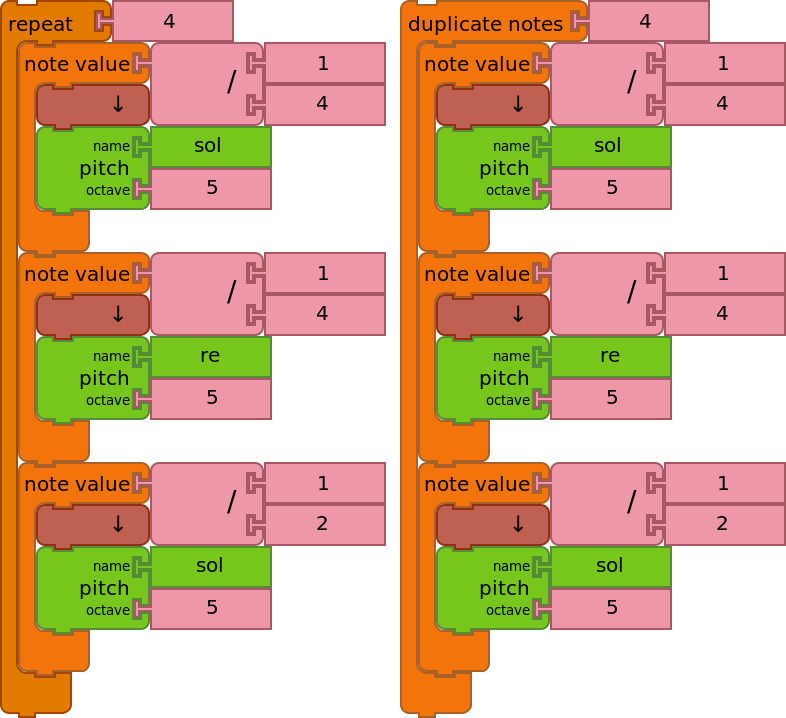 repeat 4
note value / 1
↓ 4
name sol
pitch
octave 5
note value / 1
↓ 4
name re
pitch
octave 5
note value / 1
↓ 2
name sol
pitch
octave 5
duplicate notes 4
note value / 1
↓ 4
name sol
pitch
octave 5
note value / 1
↓ 4
name re
pitch
octave 5
note value / 1
↓ 2
name sol
pitch
octave 5